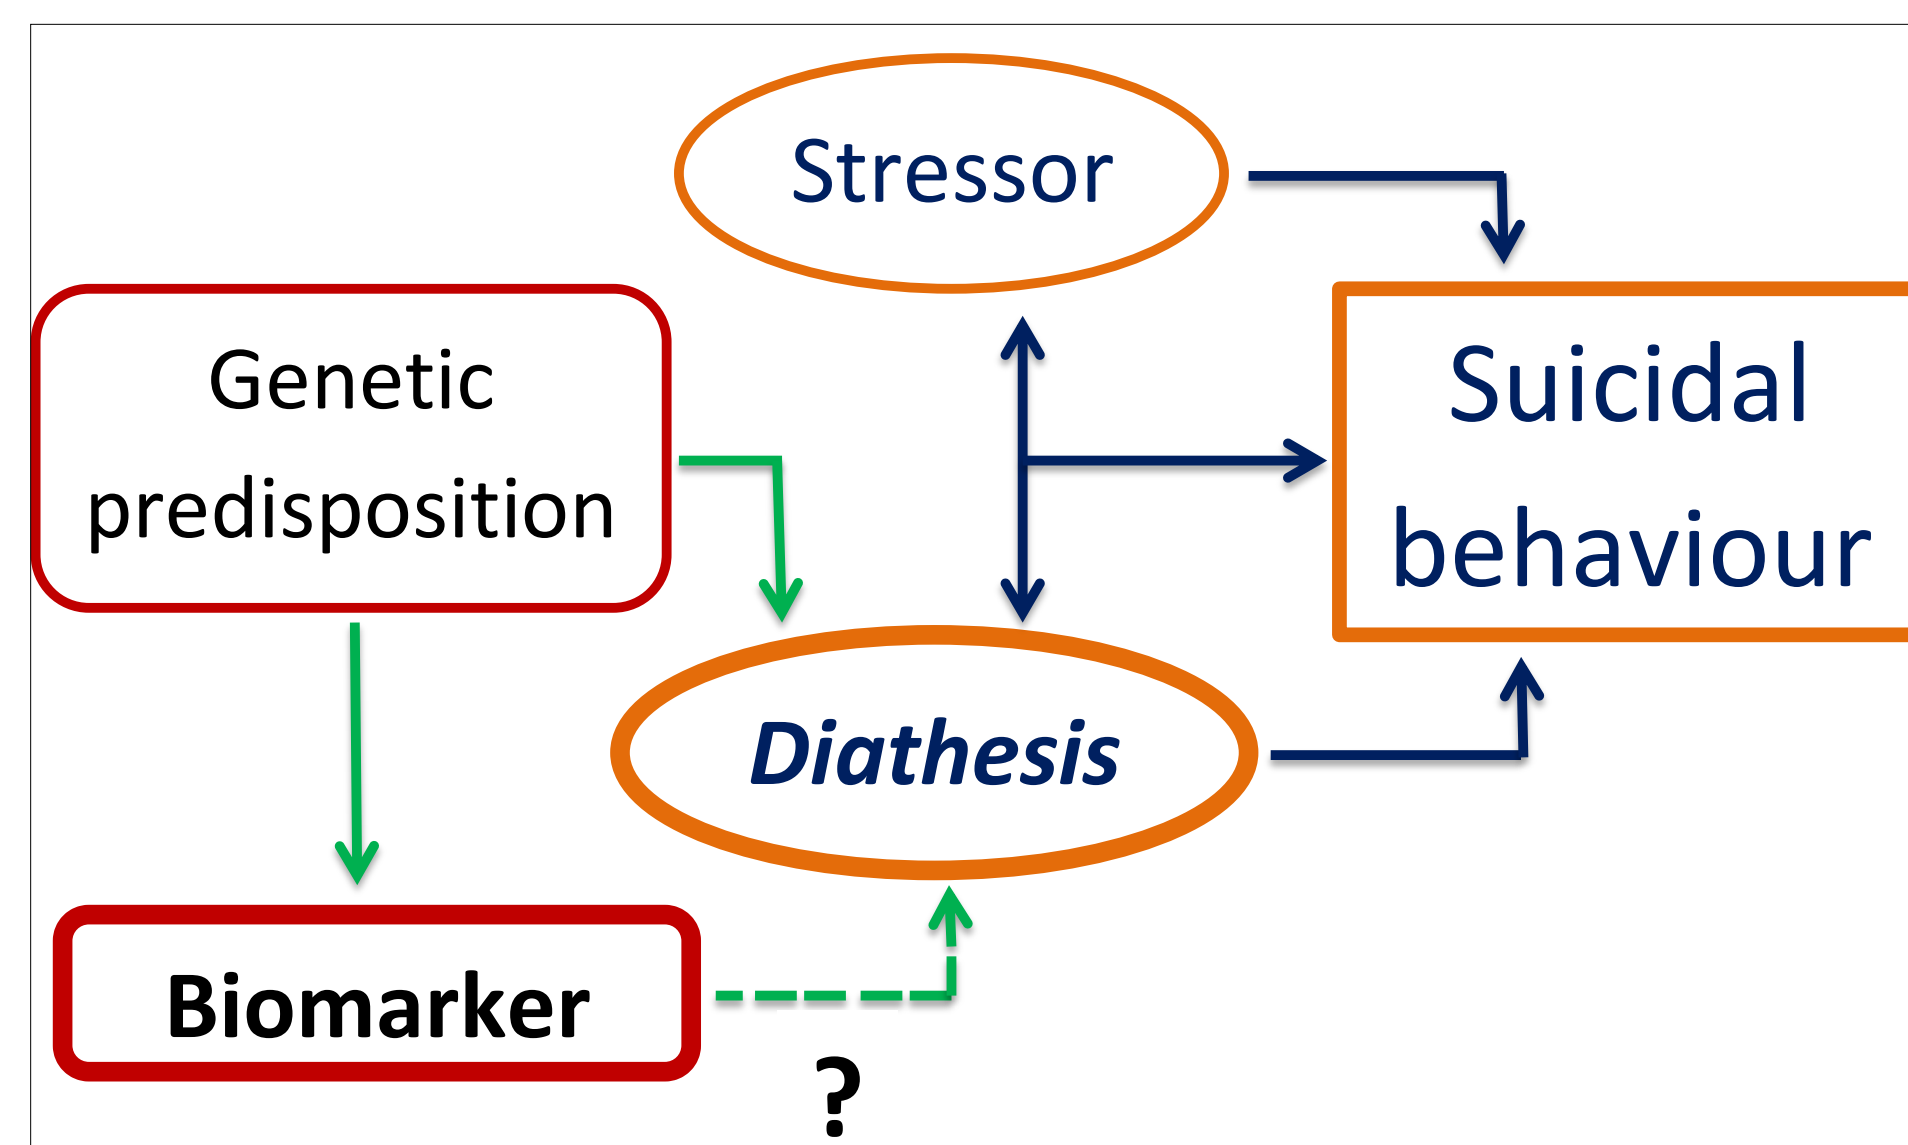 Stressor
Genetic
predisposition
Suicidal
behaviour
Diathesis
Biomarker
?